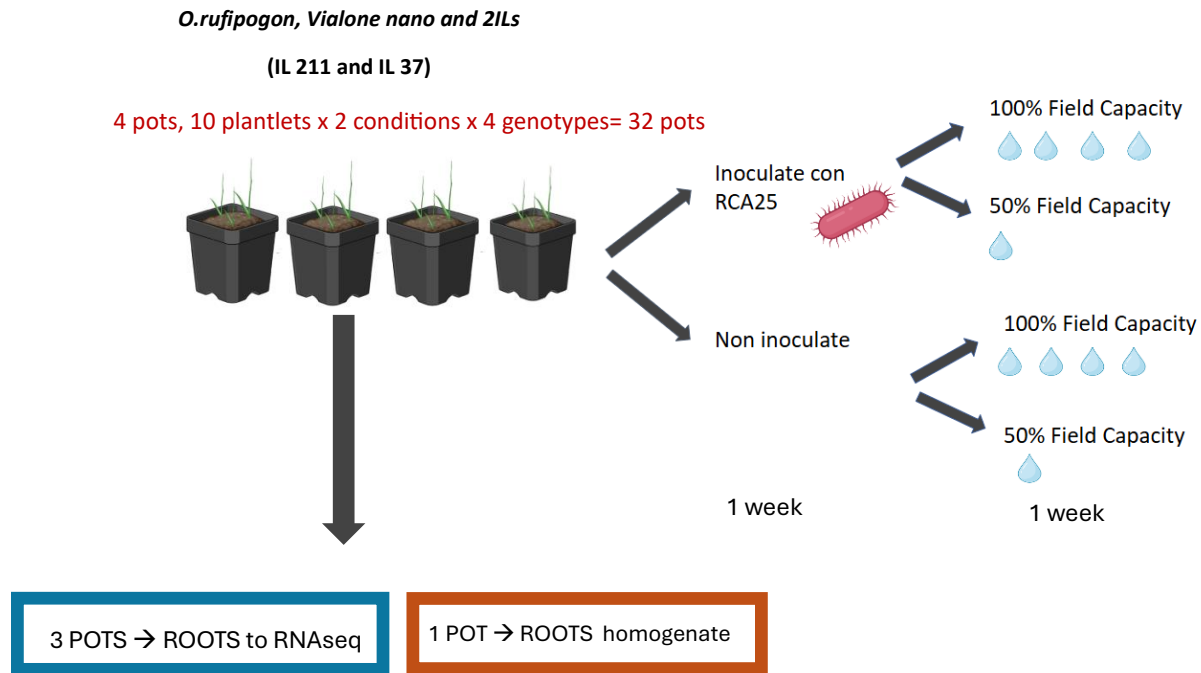 O.rufipogon, Vialone nano and 2ILs
(IL 211 and IL 37)
4 pots, 10 plantlets x 2 conditions x 4 genotypes= 32 pots
Inoculate con
RCA25
100% Field Capacity
50% Field Capacity
Non inoculate
100% Field Capacity
50% Field Capacity
1 week
1 week
3 POTS → ROOTS to RNAseq
1 POT → ROOTS homogenate